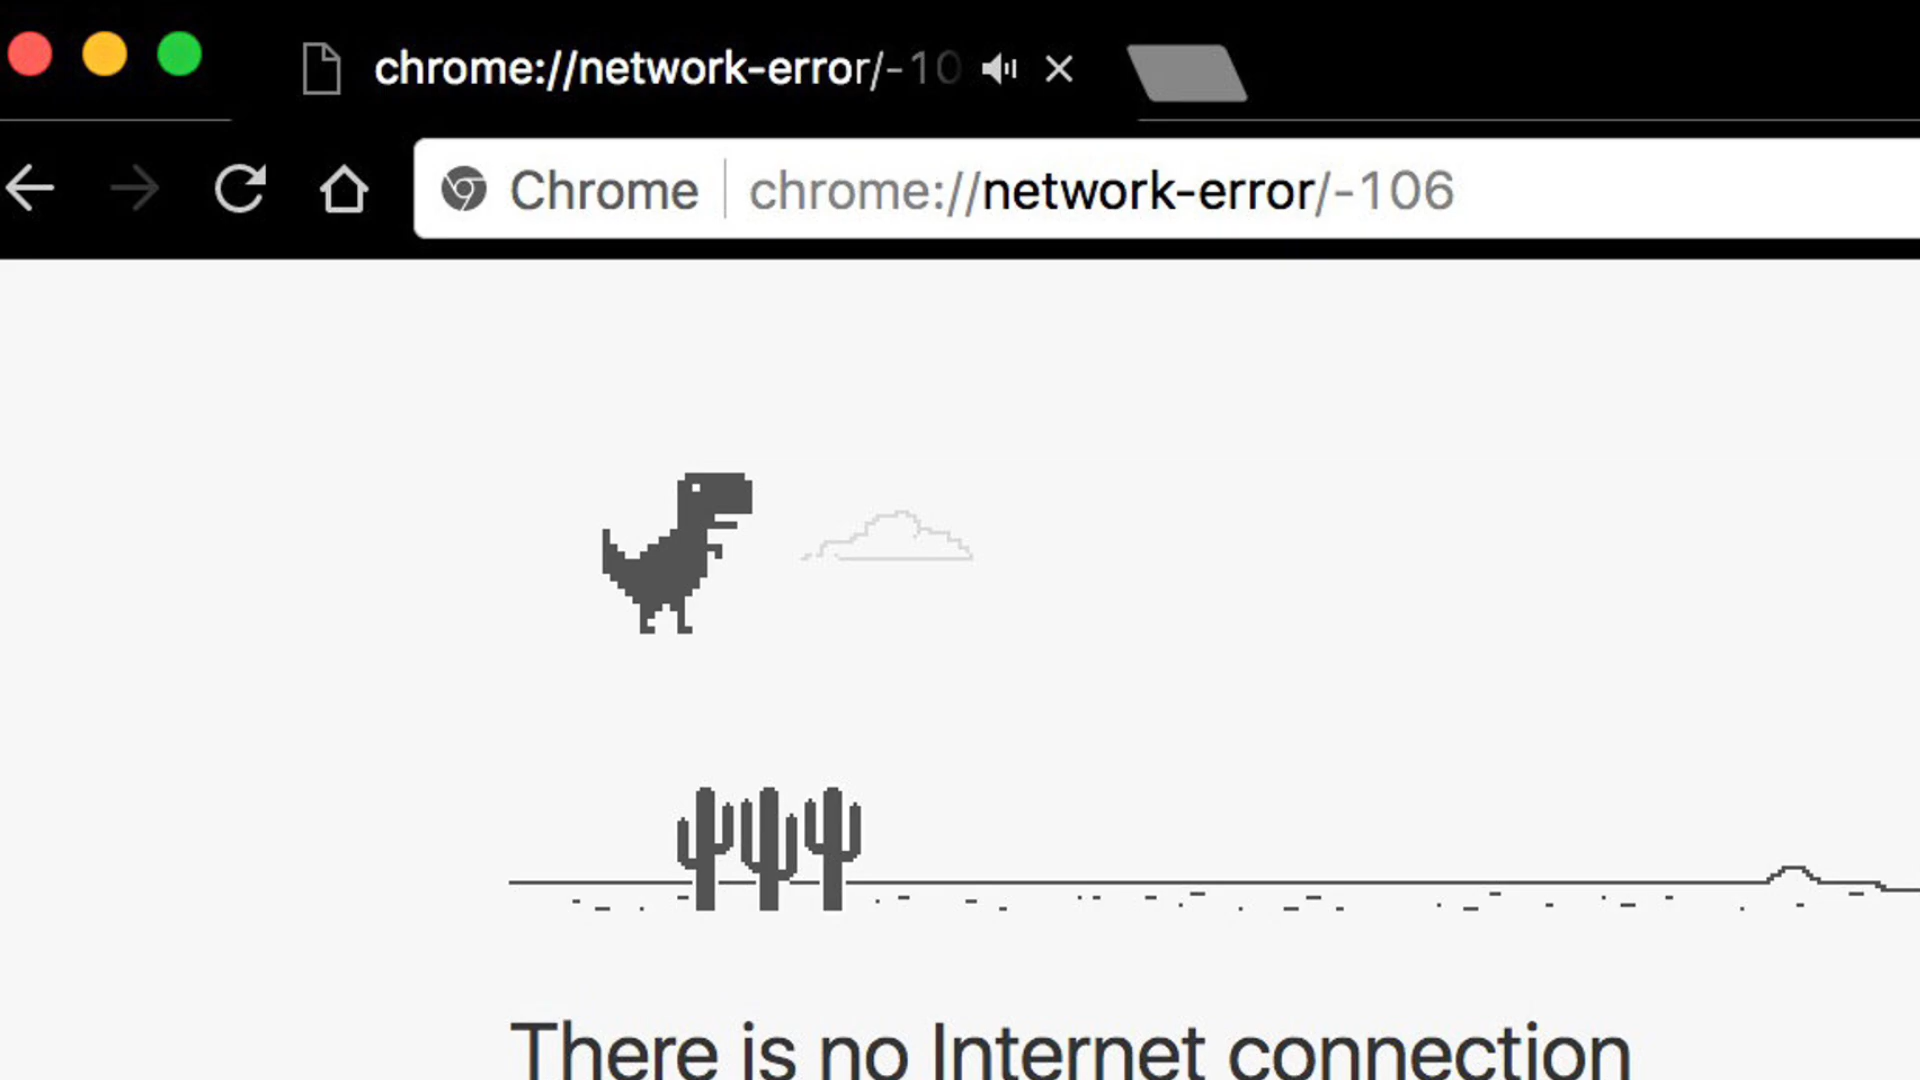 chrome://network-error/-10
Chrome chrome://network-error/-106
There is no Internet connection